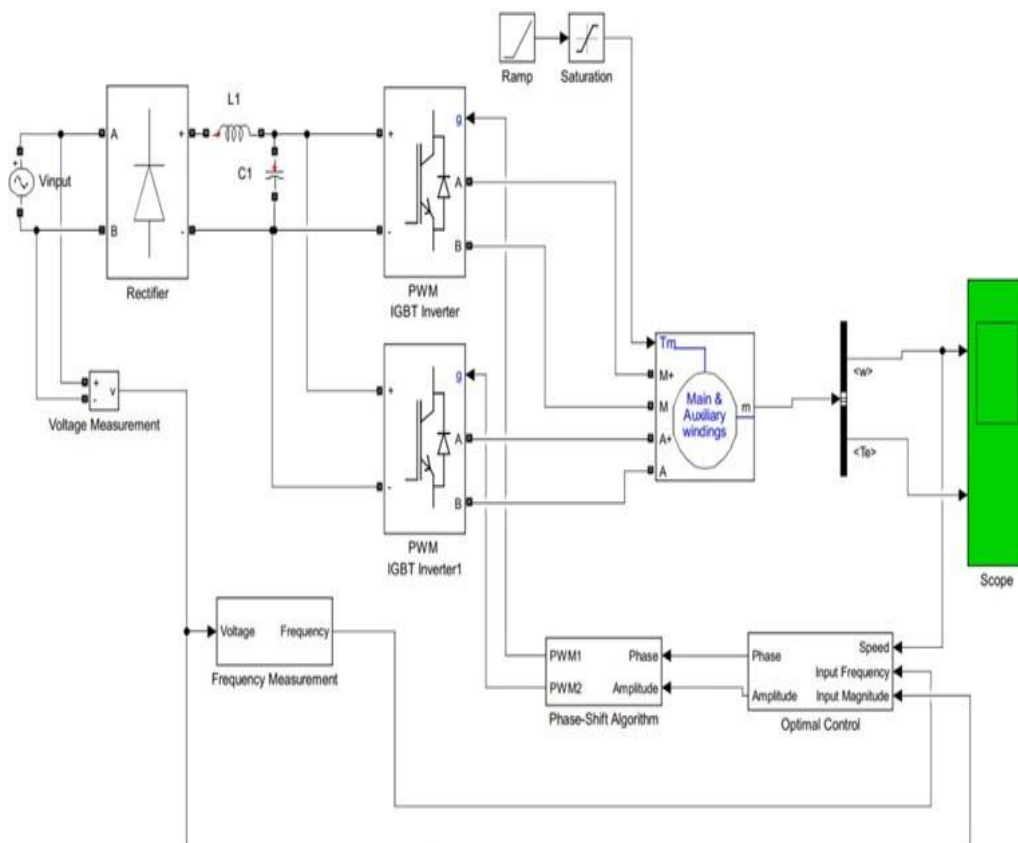 Ramp
Saturation
L1
C1
Vinput
+
A
B
+
-
Rectifier
+
-
g
A
B
PWM
IGBT Inverter
+
-
g
A
B
PWM
IGBT Inverter1
+
-
v
Voltage Measurement
Tm
M+
M
A+
A
m
Main &
Auxiliary
windings
<w>
<Te>
Scope
Voltage
Frequency
Frequency Measurement
PWM1
PWM2
Phase
Amplitude
Phase-Shift Algorithm
Phase
Amplitude
Speed
Input Frequency
Input Magnitude
Optimal Control